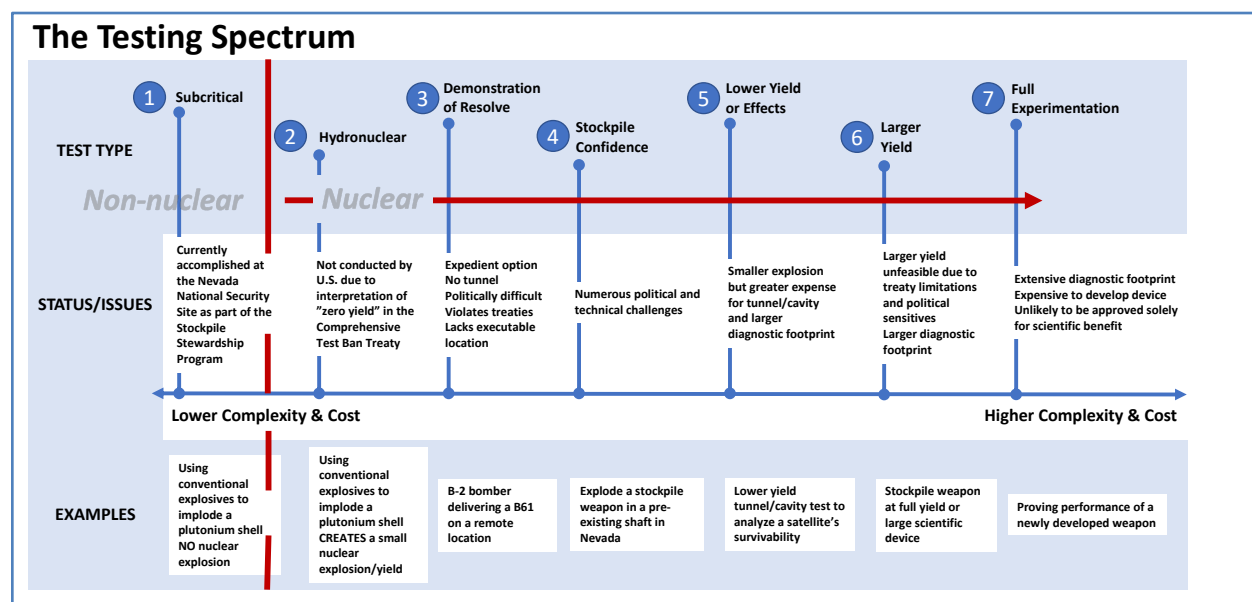 The Testing Spectrum
1
Subcritical
2
Hydronuclear
3
Demonstration
of Resolve
4
Stockpile
Confidence
5
Lower Yield
or Effects
6
Larger
Yield
7
Full
Experimentation
TEST TYPE
Non-nuclear
Nuclear
STATUS/ISSUES
Currently
accomplished at
the Nevada
National Security
Site as part of the
Stockpile
Stewardship
Program
Not conducted by
U.S. due to
interpretation of
”zero yield” in the
Comprehensive
Test Ban Treaty
Expedient option
No tunnel
Politically difficult
Violates treaties
Lacks executable
location
Numerous political and
technical challenges
Smaller explosion
but greater expense
for tunnel/cavity
and larger
diagnostic footprint
Larger yield
unfeasible due to
treaty limitations
and political
sensitives
Larger diagnostic
footprint
Extensive diagnostic footprint
Expensive to develop device
Unlikely to be approved solely
for scientific benefit
Lower Complexity & Cost
Higher Complexity & Cost
EXAMPLES
Using
conventional
explosives to
implode a
plutonium shell
NO nuclear
explosion
Using
conventional
explosives to
implode a
plutonium shell
CREATES a small
nuclear
explosion/yield
B-2 bomber
delivering a B61
on a remote
location
Explode a stockpile
weapon in a pre-
existing shaft in
Nevada
Lower yield
tunnel/cavity test to
analyze a satellite’s
survivability
Stockpile weapon
at full yield or
large scientific
device
Proving performance of a
newly developed weapon